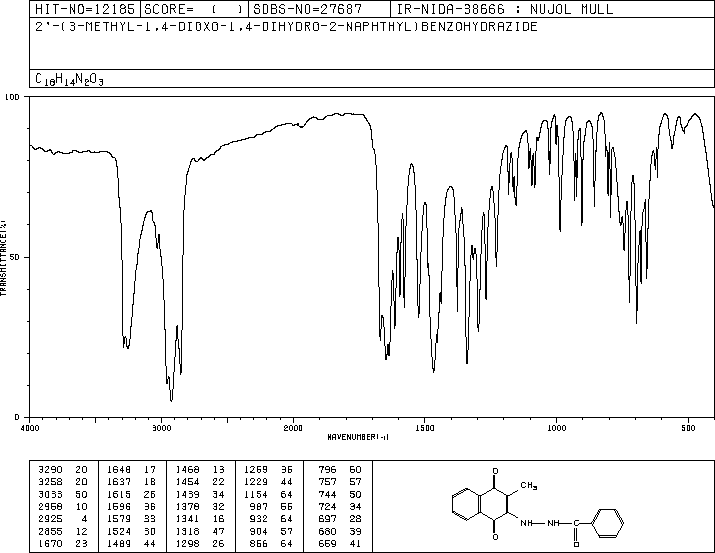 HIT-NO=12185 SCORE= ( ) SDBS-NO=27687 IR-NIDA-38666 : NUJOL MULL
2'-(3-METHYL-1,4-DIOXO-1,4-DIHYDRO-2-NAPHTHYL)BENZOHYDRAZIDE
C18H14N2O3
100
TRANSMITTANCE(%)
50
0
4000 3000 2000 1500 1000 500
WAVENUMBER(-1)
3290 20 1648 17 1468 13 1269 35 796 60
3258 20 1637 18 1454 22 1229 44 757 57
3033 50 1615 26 1439 34 1154 64 744 50
2958 10 1596 36 1378 32 987 55 724 34
2925 4 1579 33 1341 16 932 64 697 28
2855 12 1524 30 1318 47 904 57 680 39
1670 23 1489 44 1298 26 866 64 659 41
O
CH3
NH NH C
O O